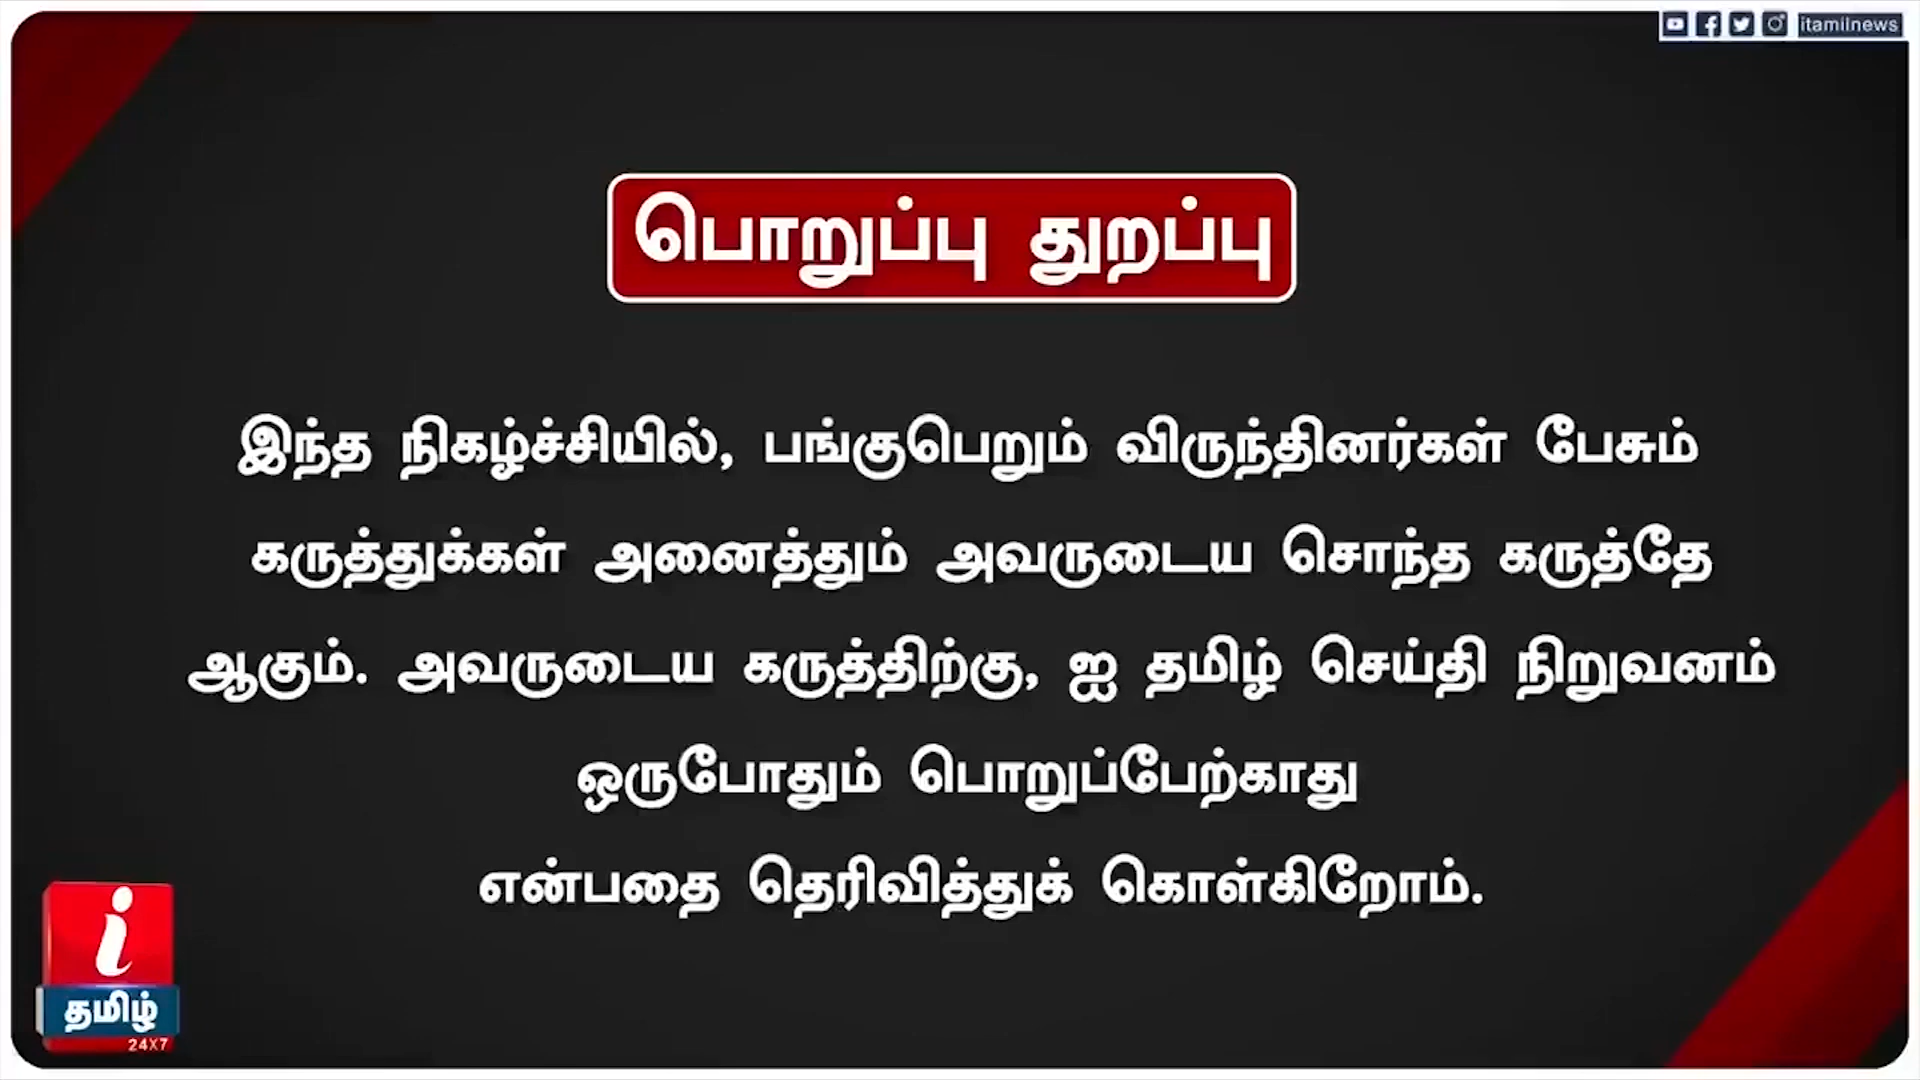 itamilnews
பொறுப்பு துறப்பு
இந்த நிகழ்ச்சியில், பங்குபெறும் விருந்தினர்கள் பேசும்
கருத்துக்கள் அனைத்தும் அவருடைய சொந்த கருத்தே
ஆகும். அவருடைய கருத்திற்கு, ஐ தமிழ் செய்தி நிறுவனம்
ஒருபோதும் பொறுப்பேற்காது
என்பதை தெரிவித்துக் கொள்கிறோம்.
i
தமிழ்
24X7